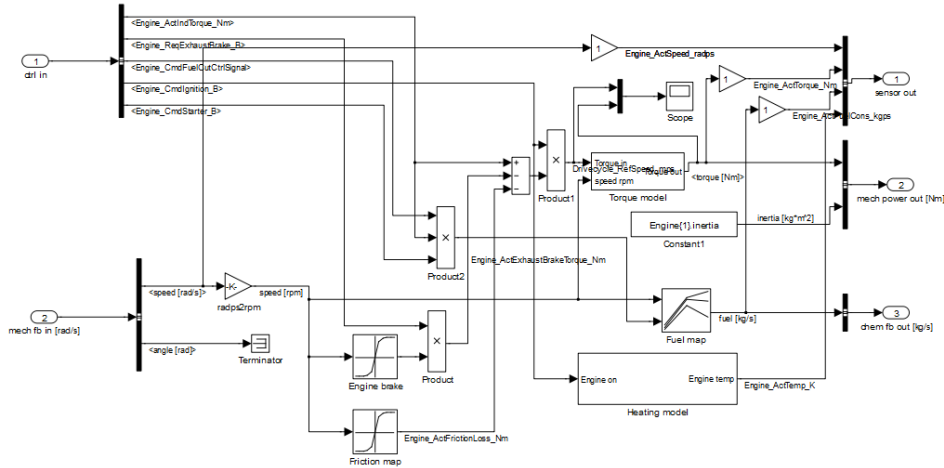 <Engine_ActIndTorque_Nm>
<Engine_ReqExhaustBrake_B>
1
ctrl in
<Engine_CmdFuelCutCtrlSignal>
<Engine_CmdIgnition_B>
<Engine_CmdStarter_B>
1
Engine_ActSpeed_radps
1
Engine_ActTorque_Nm
1
sensor out
1
Scope
×
Product1
Drivecycle_RefSpeed_mps
Torque in
speed rpm
Torque out
Torque model
<torque [Nm]>
2
mech power out [Nm]
Engine{1}.inertia
Constant1
inertia [kg*m^2]
×
Product2
Engine_ActExhaustBrakeTorque_Nm
2
mech fb in [rad/s]
<speed [rad/s]>
-K-
radps2rpm
speed [rpm]
<angle [rad]>
Terminator
Engine brake
×
Product
Fuel map
fuel [kg/s]
3
chem fb out [kg/s]
Engine on
Engine temp
Heating model
Engine_ActTemp_K
Friction map
Engine_ActFrictionLoss_Nm